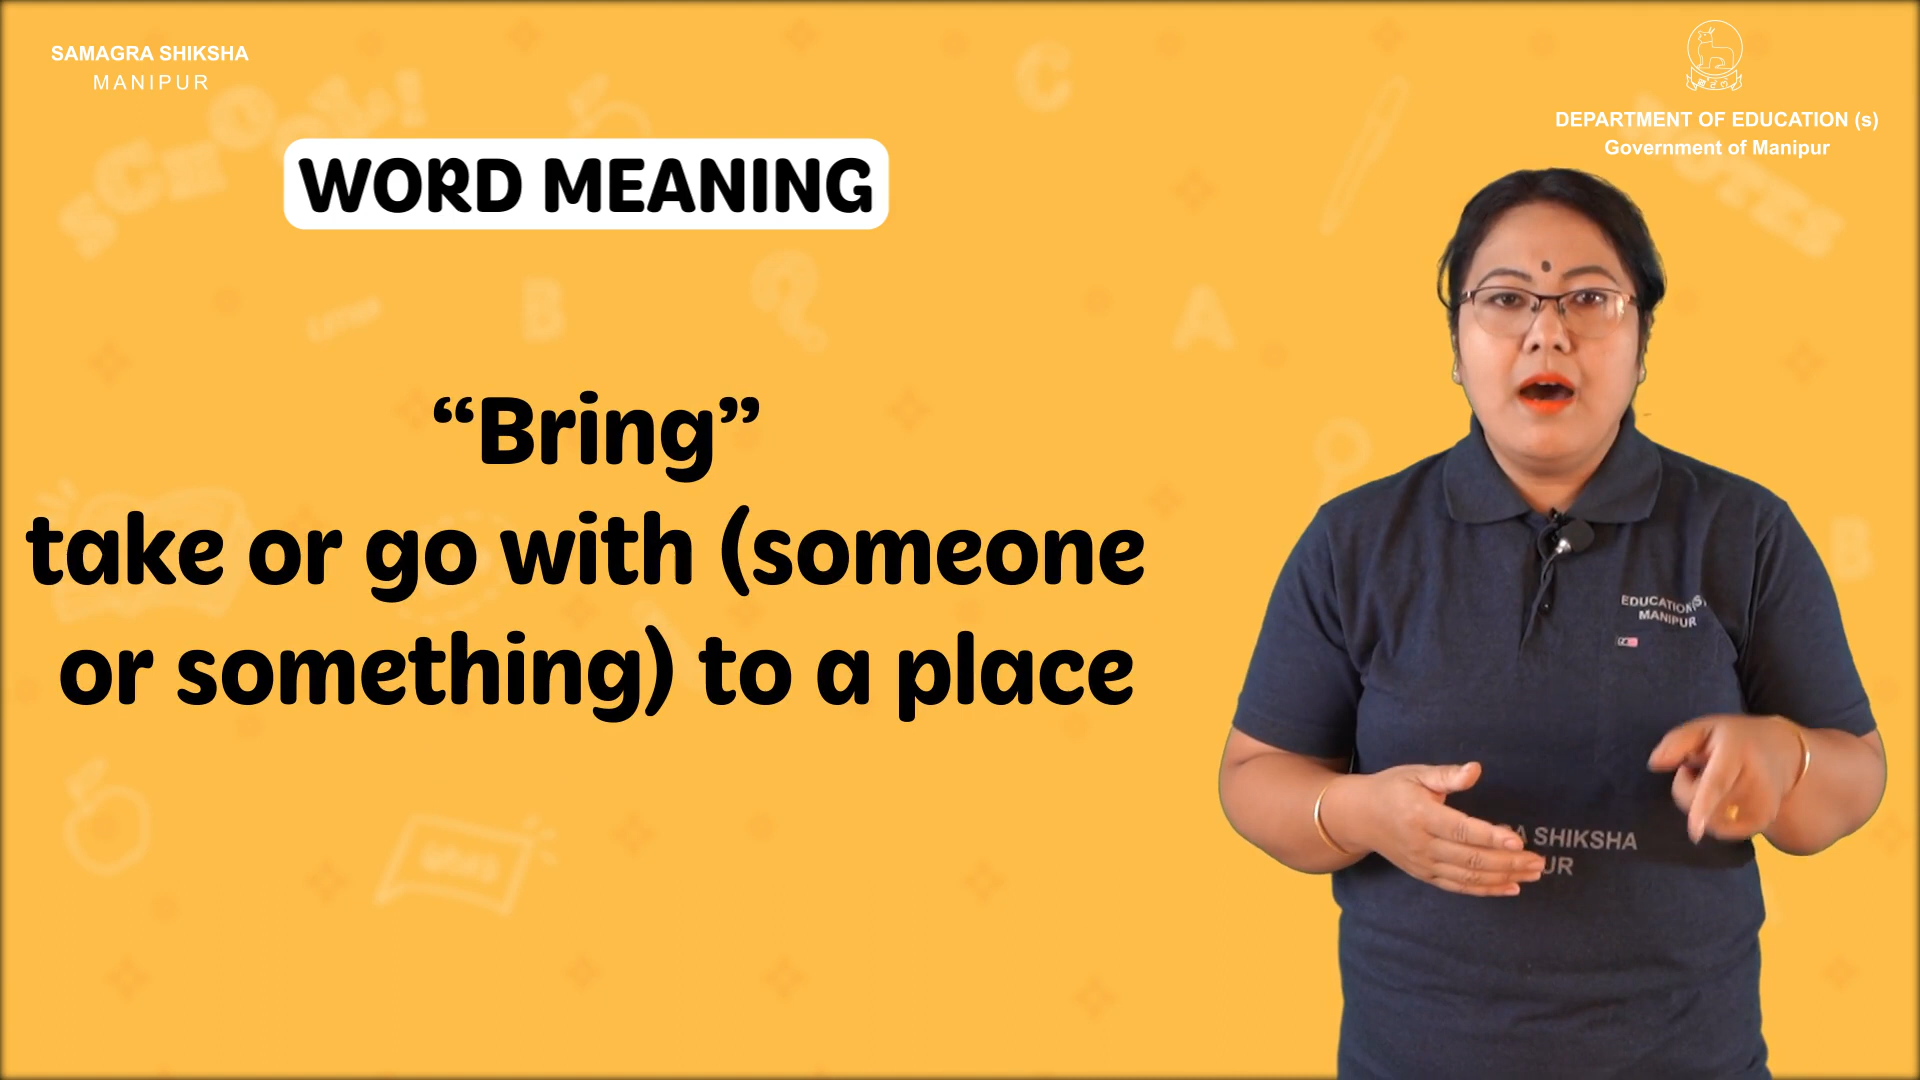 SAMAGRA SHIKSHA
MANIPUR
DEPARTMENT OF EDUCATION (s)
Government of Manipur
WORD MEANING
“Bring”
take or go with (someone
or something) to a place
EDUCATION (S)
MANIPUR
SHIKSHA